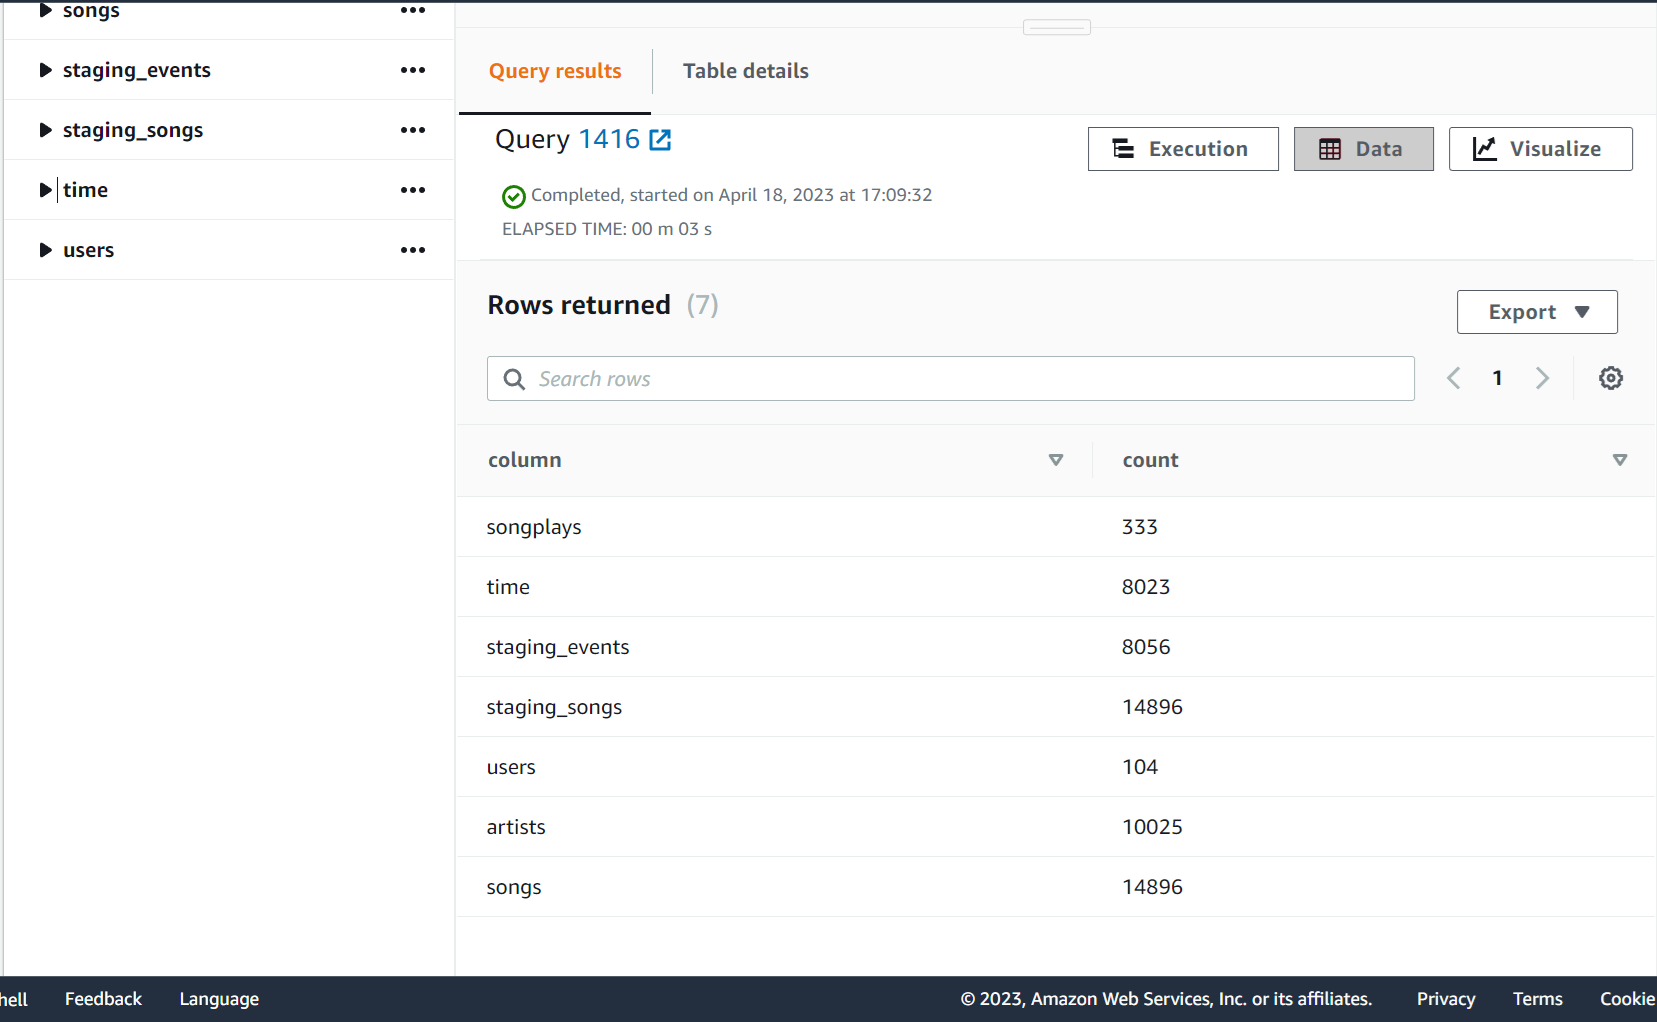 songs
staging_events
staging_songs
time
users
Query results
Table details
Query 1416
Completed, started on April 18, 2023 at 17:09:32
ELAPSED TIME: 00 m 03 s
Execution
Data
Visualize
Rows returned (7)
Export
Search rows
1
column count
songplays 333
time 8023
staging_events 8056
staging_songs 14896
users 104
artists 10025
songs 14896
hell Feedback Language © 2023, Amazon Web Services, Inc. or its affiliates. Privacy Terms Cookie